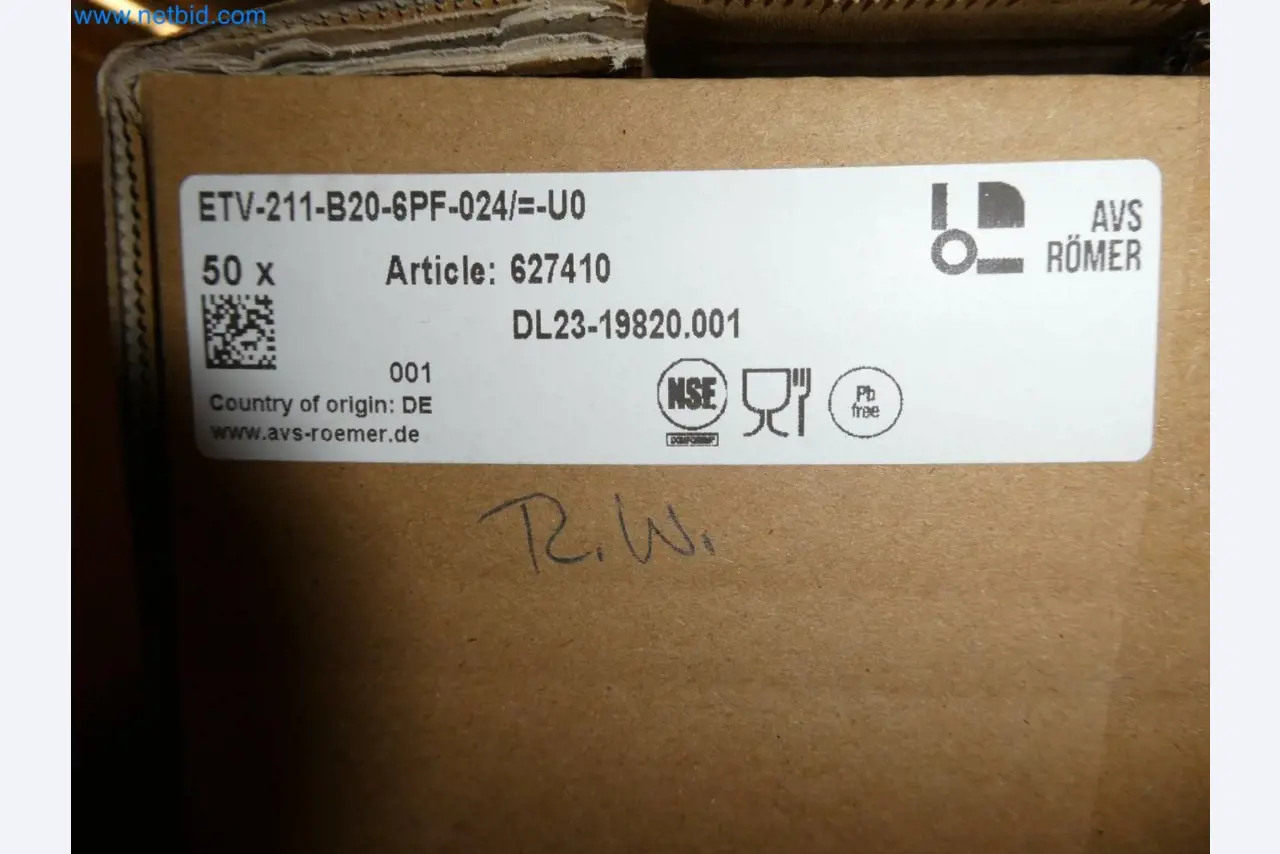 www.netbid.com
ETV-211-B20-6PF-024/=-U0
AVS
RÖMER
50 x Article: 627410
DL23-19820.001
001
Country of origin: DE
www.avs-roemer.de
NSE
Pb
free
R.W.